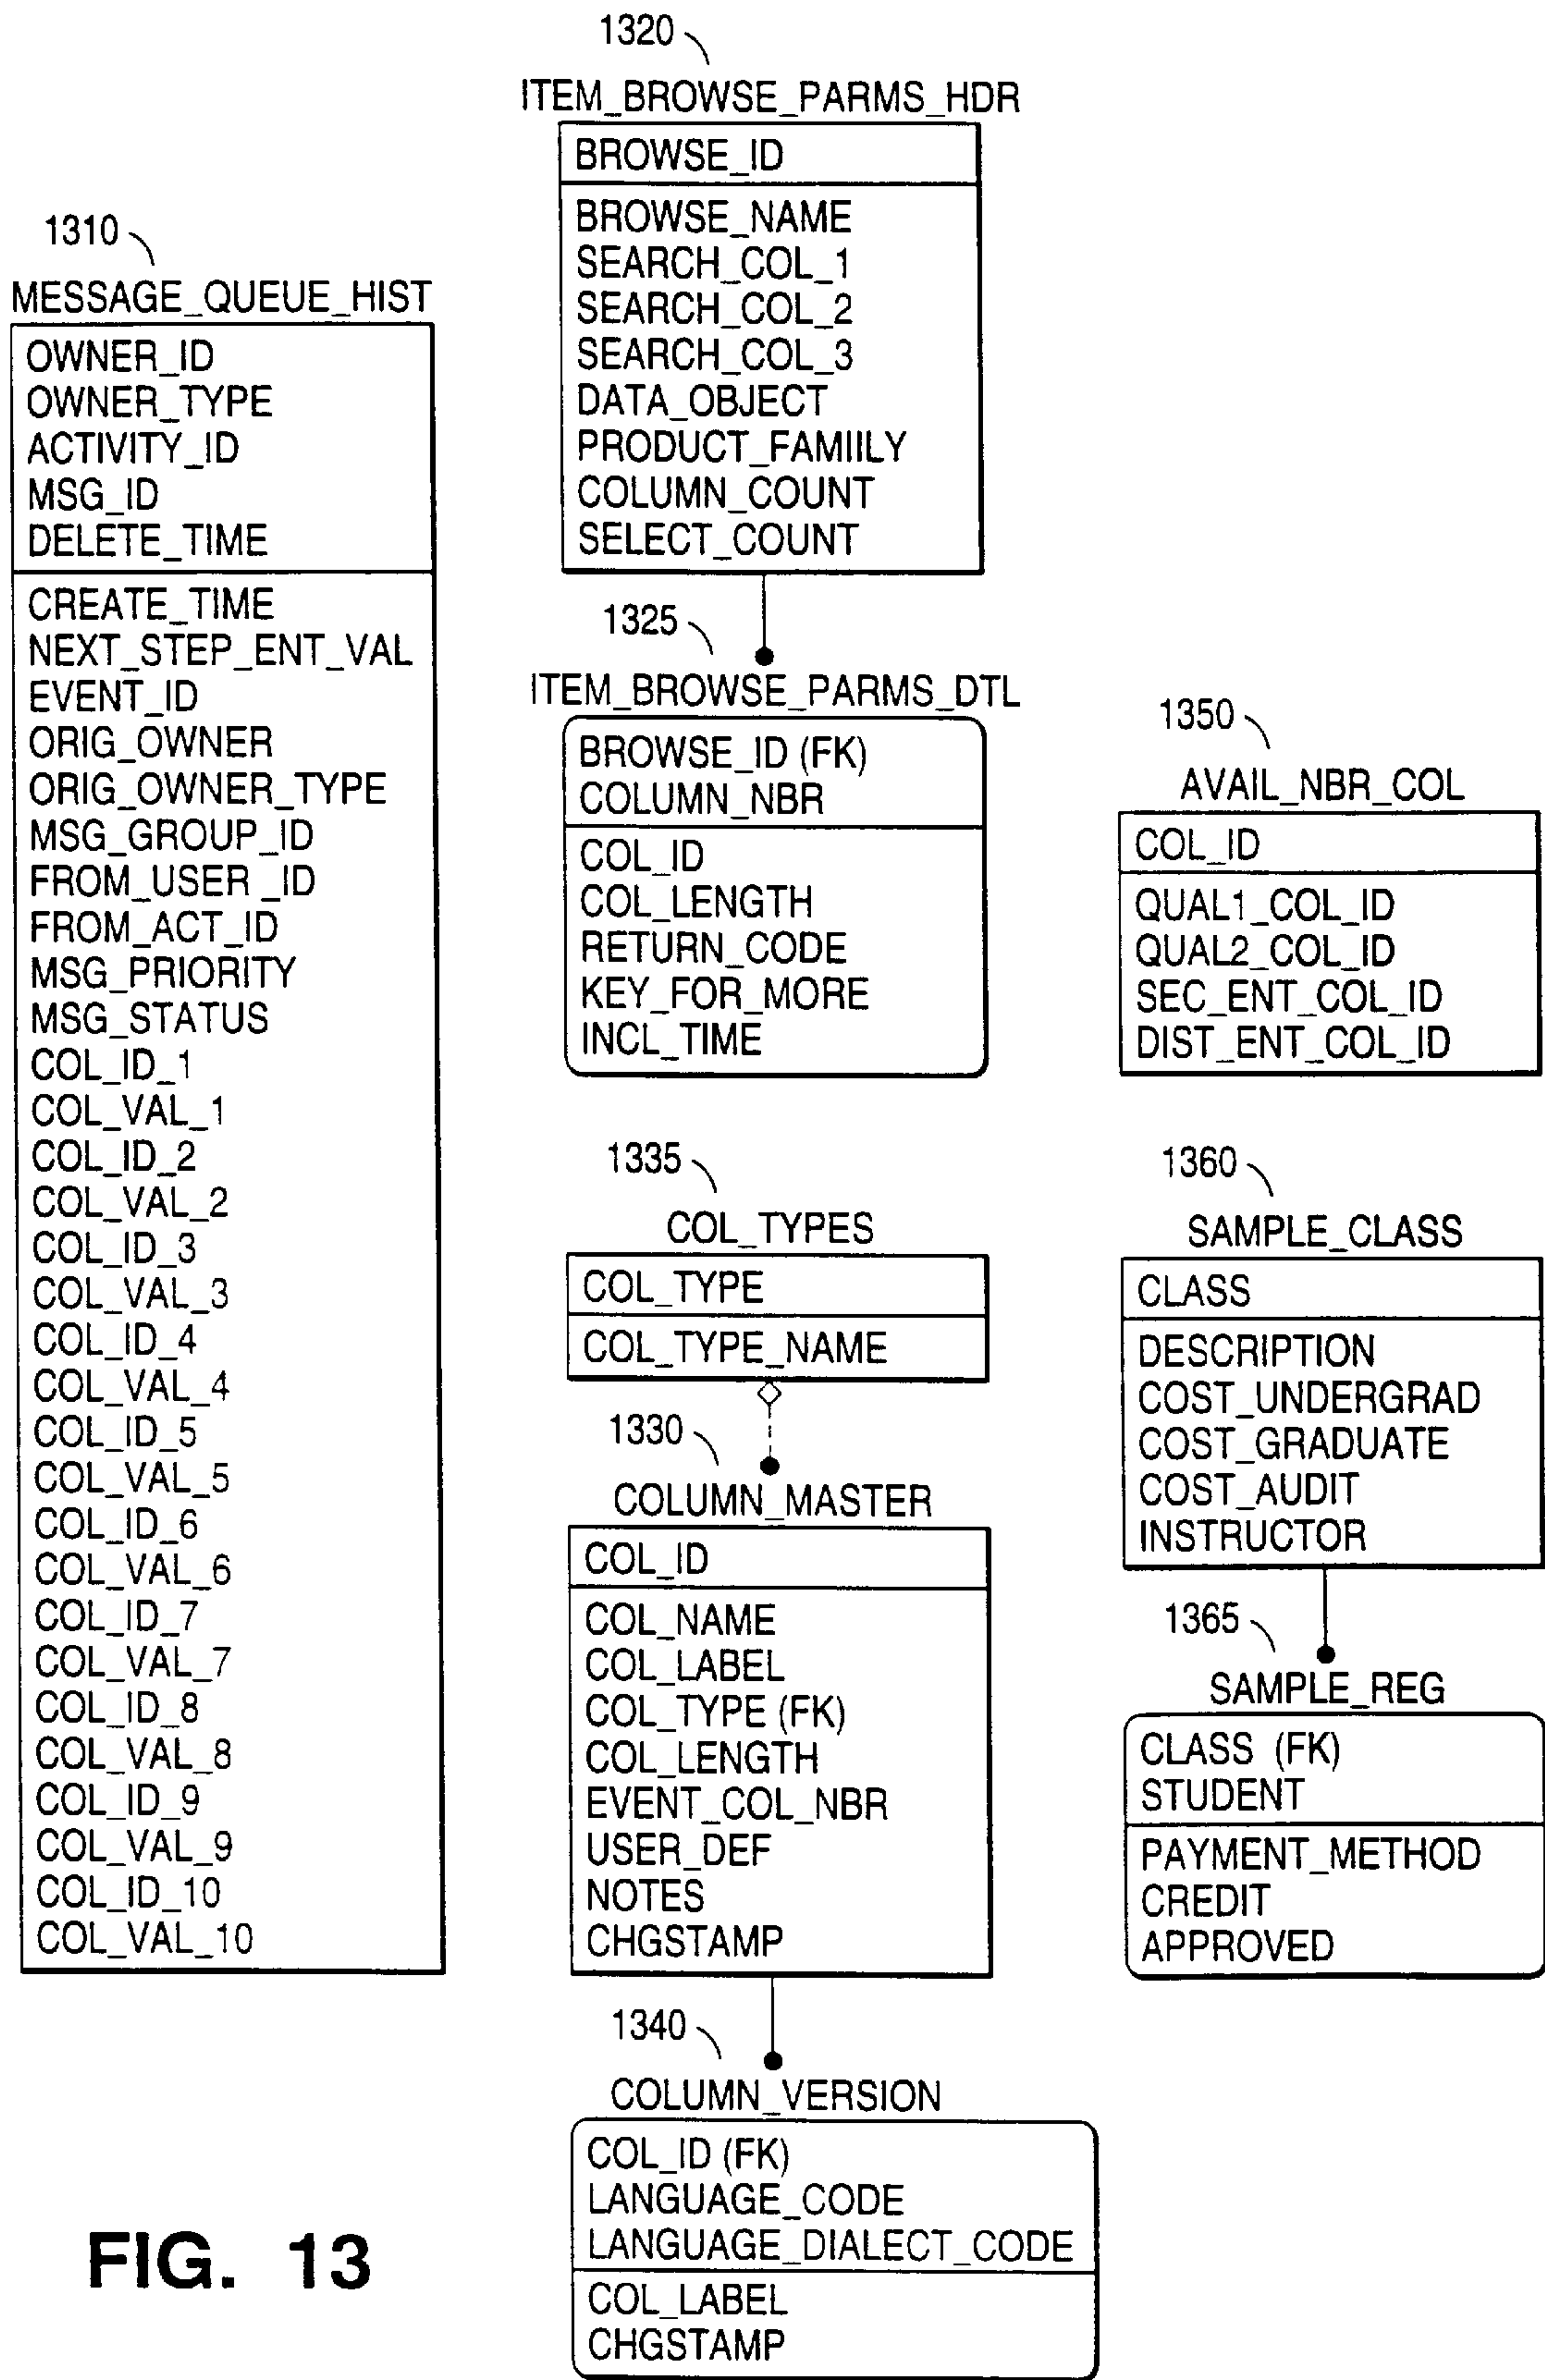 1310
MESSAGE_QUEUE_HIST
OWNER_ID
OWNER_TYPE
ACTIVITY_ID
MSG_ID
DELETE_TIME
CREATE_TIME
NEXT_STEP_ENT_VAL
EVENT_ID
ORIG_OWNER
ORIG_OWNER_TYPE
MSG_GROUP_ID
FROM_USER_ID
FROM_ACT_ID
MSG_PRIORITY
MSG_STATUS
COL_ID_1
COL_VAL_1
COL_ID_2
COL_VAL_2
COL_ID_3
COL_VAL_3
COL_ID_4
COL_VAL_4
COL_ID_5
COL_VAL_5
COL_ID_6
COL_VAL_6
COL_ID_7
COL_VAL_7
COL_ID_8
COL_VAL_8
COL_ID_9
COL_VAL_9
COL_ID_10
COL_VAL_10
1320
ITEM_BROWSE_PARMS_HDR
BROWSE_ID
BROWSE_NAME
SEARCH_COL_1
SEARCH_COL_2
SEARCH_COL_3
DATA_OBJECT
PRODUCT_FAMIILY
COLUMN_COUNT
SELECT_COUNT
1325
ITEM_BROWSE_PARMS_DTL
BROWSE_ID (FK)
COLUMN_NBR
COL_ID
COL_LENGTH
RETURN_CODE
KEY_FOR_MORE
INCL_TIME
1335
COL_TYPES
COL_TYPE
COL_TYPE_NAME
1330
COLUMN_MASTER
COL_ID
COL_NAME
COL_LABEL
COL_TYPE (FK)
COL_LENGTH
EVENT_COL_NBR
USER_DEF
NOTES
CHGSTAMP
1340
COLUMN_VERSION
COL_ID (FK)
LANGUAGE_CODE
LANGUAGE_DIALECT_CODE
COL_LABEL
CHGSTAMP
1350
AVAIL_NBR_COL
COL_ID
QUAL1_COL_ID
QUAL2_COL_ID
SEC_ENT_COL_ID
DIST_ENT_COL_ID
1360
SAMPLE_CLASS
CLASS
DESCRIPTION
COST_UNDERGRAD
COST_GRADUATE
COST_AUDIT
INSTRUCTOR
1365
SAMPLE_REG
CLASS (FK)
STUDENT
PAYMENT_METHOD
CREDIT
APPROVED
FIG. 13